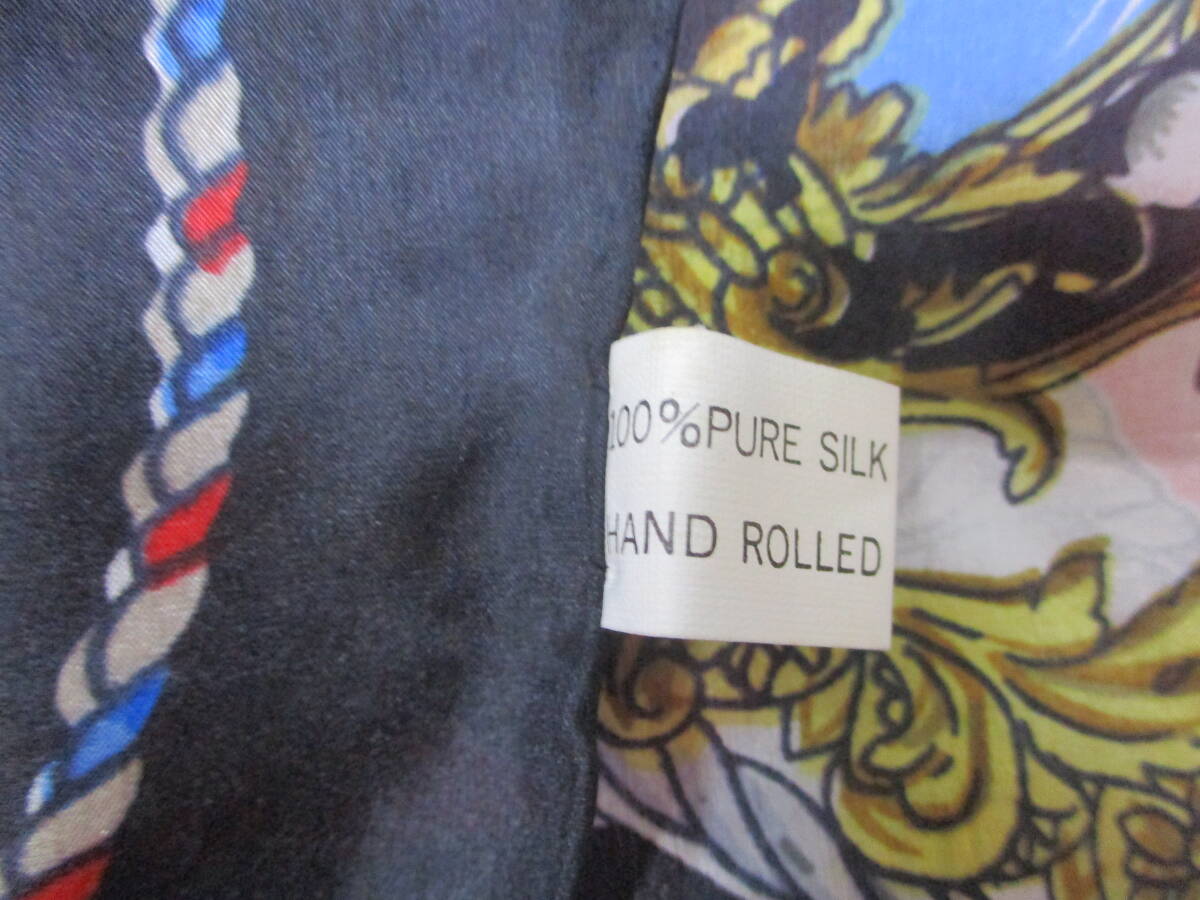 100%PURE SILK
HAND ROLLED